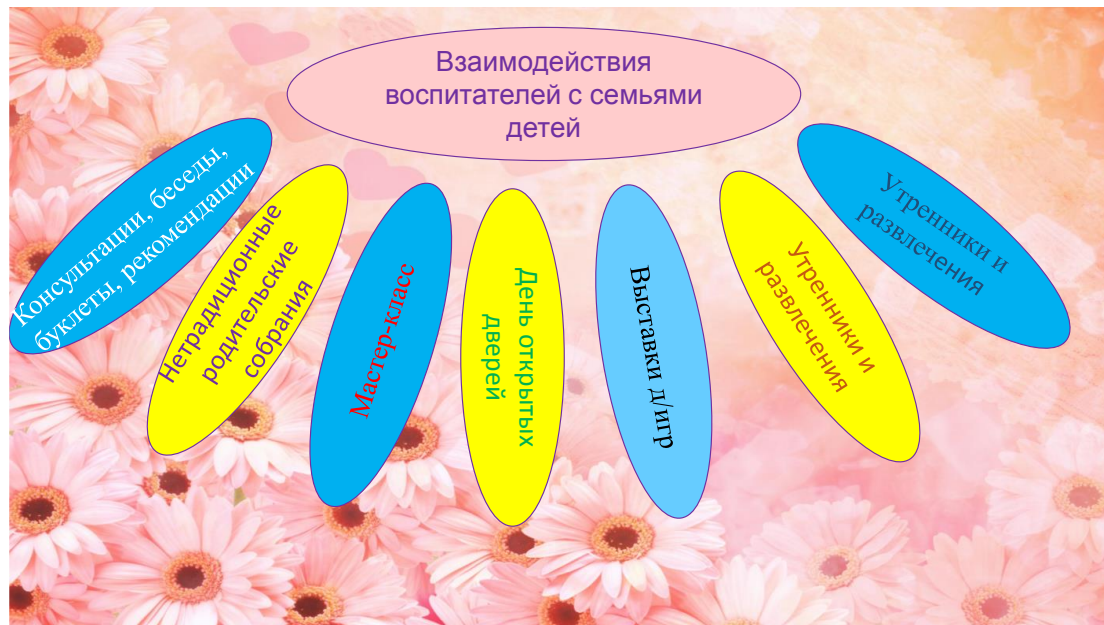 Взаимодействия
воспитателей с семьями
детей
Консультации, беседы,
буклеты, рекомендации
Нетрадиционные
родительские
собрания
Мастер-класс
День открытых
дверей
Выставки д/игр
Утренники и
развлечения
Утренники и
развлечения